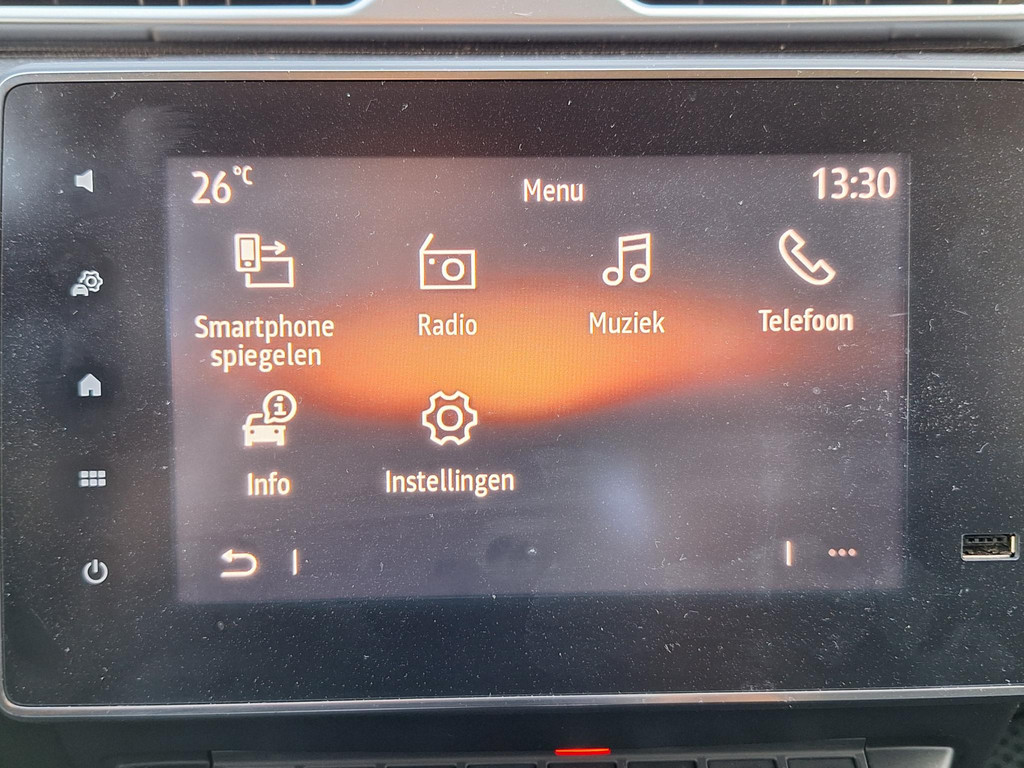 26°C Menu 13:30
Smartphone spiegelen
Radio
Muziek
Telefoon
Info
Instellingen